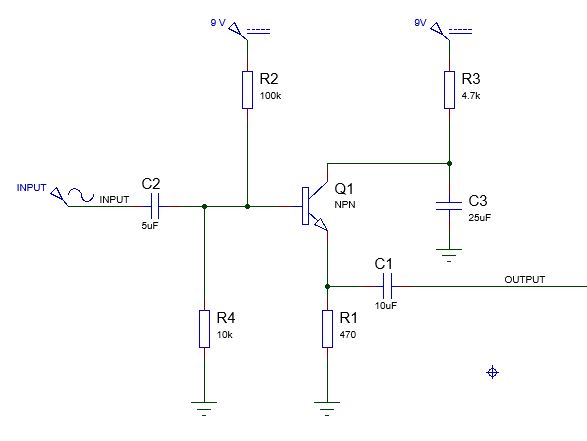 9 V
9V
R2
100k
R3
4.7k
INPUT
INPUT
C2
5uF
Q1
NPN
C3
25uF
C1
10uF
OUTPUT
R4
10k
R1
470